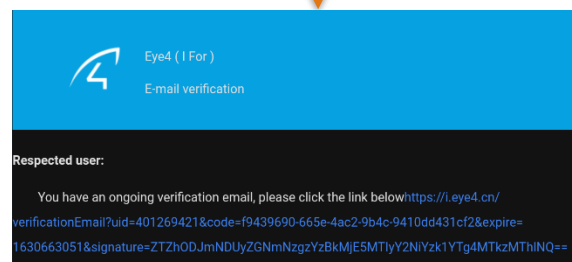 Eye4 ( I For )
E-mail verification
Respected user:
You have an ongoing verification email, please click the link belowhttps://i.eye4.cn/
verificationEmail?uid=401269421&code=f9439690-665e-4ac2-9b4c-9410dd431cf2&expire=
1630663051&signature=ZTZhODJmNDUyZGNmNzgzYzBkMjE5MTIyY2NiYzk1YTg4MTkzMThlNQ==